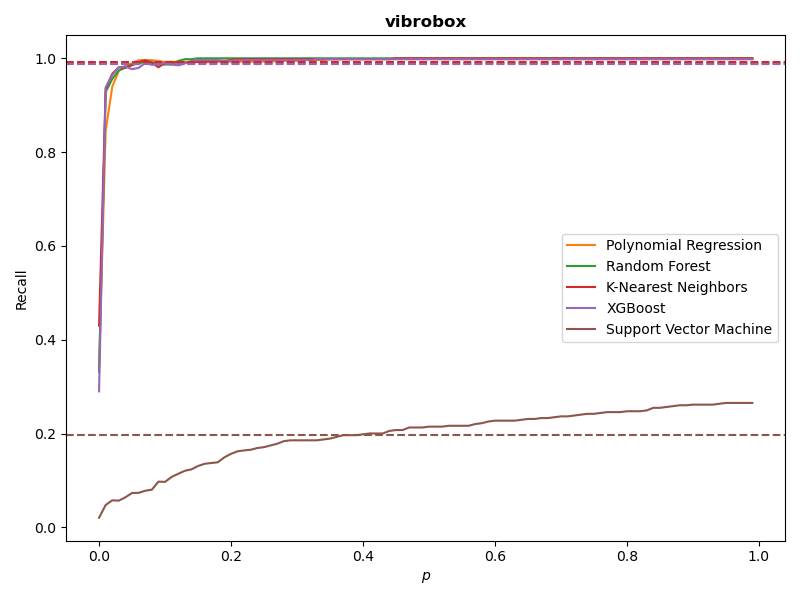 vibrobox
1.0
0.8
0.6
0.4
0.2
0.0
Recall
Polynomial Regression
Random Forest
K-Nearest Neighbors
XGBoost
Support Vector Machine
0.0
0.2
0.4
0.6
0.8
1.0
p